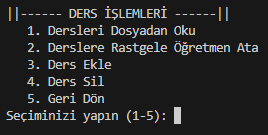 ||------ DERS İŞLEMLERİ ------||
1. Dersleri Dosyadan Oku
2. Derslere Rastgele Öğretmen Ata
3. Ders Ekle
4. Ders Sil
5. Geri Dön
Seçiminizi yapın (1-5):